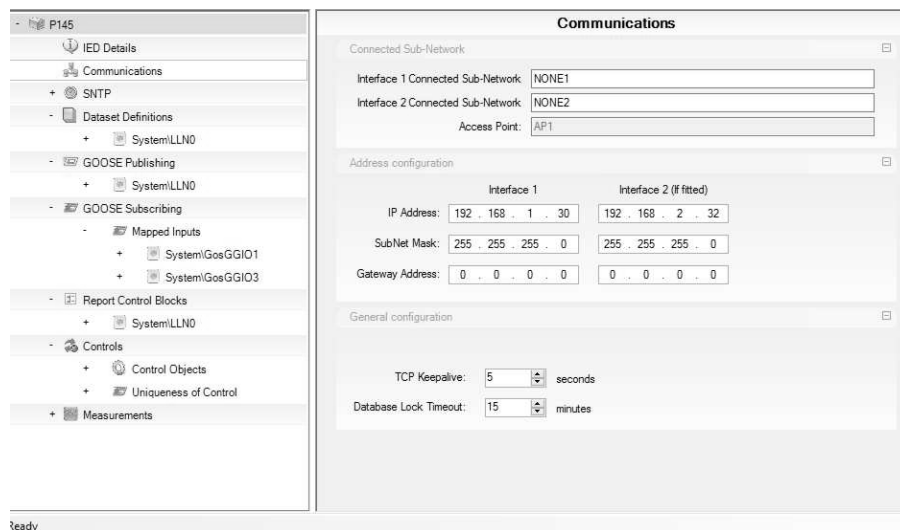 P145
IED Details
Communications
SNTP
Dataset Definitions
System\LLN0
GOOSE Publishing
System\LLN0
GOOSE Subscribing
Mapped Inputs
System\GosGGIO1
System\GosGGIO3
Report Control Blocks
System\LLN0
Controls
Control Objects
Uniqueness of Control
Measurements
Ready
Communications
Connected Sub-Network
Interface 1 Connected Sub-Network NONE1
Interface 2 Connected Sub-Network NONE2
Access Point: AP1
Address configuration
Interface 1 Interface 2 (If fitted)
IP Address: 192 . 168 . 1 . 30 192 . 168 . 2 . 32
SubNet Mask: 255 . 255 . 255 . 0 255 . 255 . 255 . 0
Gateway Address: 0 . 0 . 0 . 0 0 . 0 . 0 . 0
General configuration
TCP Keepalive: 5 seconds
Database Lock Timeout: 15 minutes